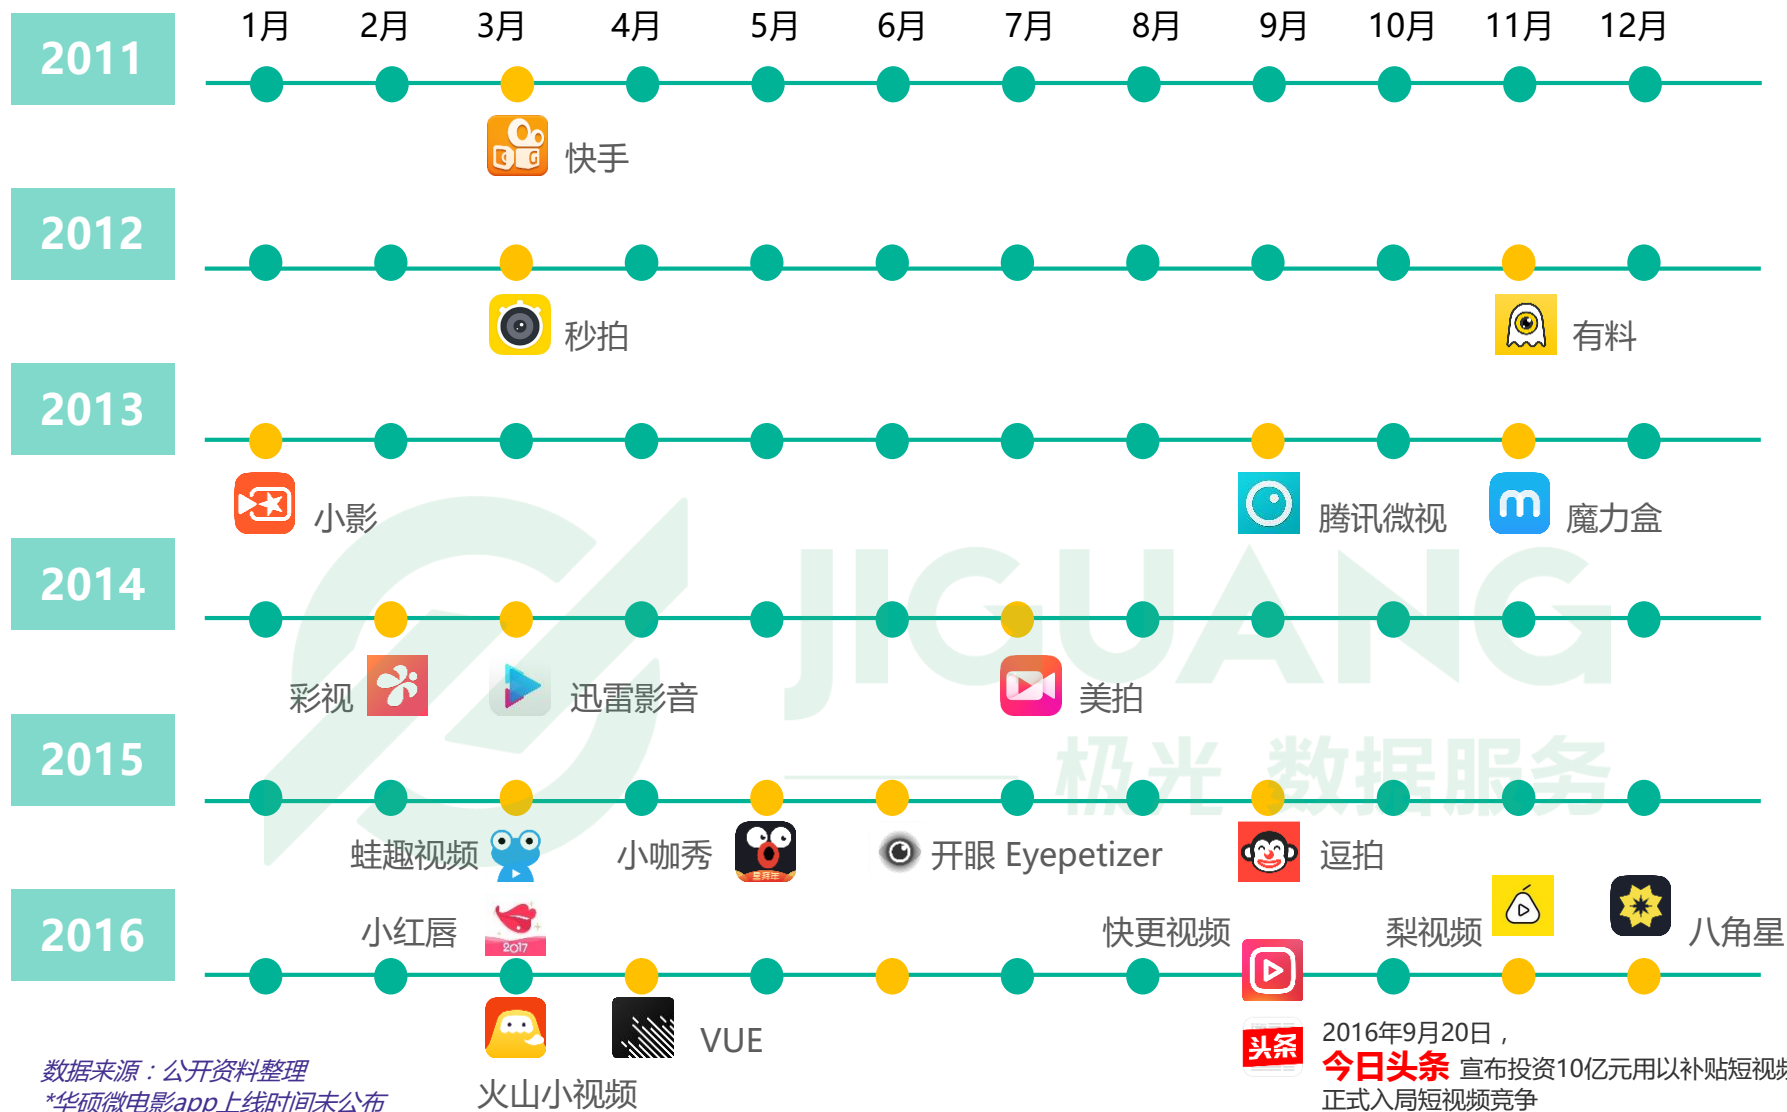 1月 2月 3月 4月 5月 6月 7月 8月 9月 10月 11月 12月
2011
快手
2012
秒拍
有料
2013
小影
腾讯微视
魔力盒
2014
JIGUANG
彩视
迅雷影音
美拍
2015
极光 数据服务
蛙趣视频
小咖秀
开眼 Eyepetizer
逗拍
2016
小红唇
2017
快更视频
梨视频
八角星
VUE
火山小视频
头条
2016年9月20日，
今日头条 宣布投资10亿元用以补贴短视频
正式入局短视频竞争
数据来源：公开资料整理
*华硕微电影app上线时间未公布